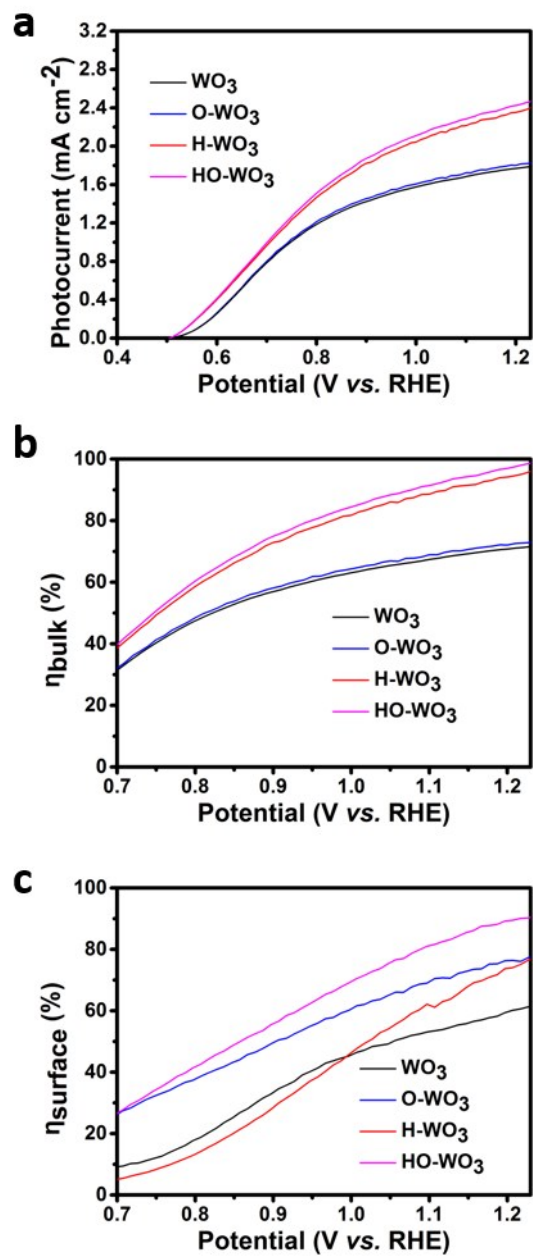 a
Photocurrent (mA cm-2)
3.2
2.8
2.4
2.0
1.6
1.2
0.8
0.4
0.0
WO3
O-WO3
H-WO3
HO-WO3
0.4 0.6 0.8 1.0 1.2
Potential (V vs. RHE)
b
ηbulk (%)
100
80
60
40
20
0
WO3
O-WO3
H-WO3
HO-WO3
0.7 0.8 0.9 1.0 1.1 1.2
Potential (V vs. RHE)
c
ηsurface (%)
100
80
60
40
20
0
WO3
O-WO3
H-WO3
HO-WO3
0.7 0.8 0.9 1.0 1.1 1.2
Potential (V vs. RHE)